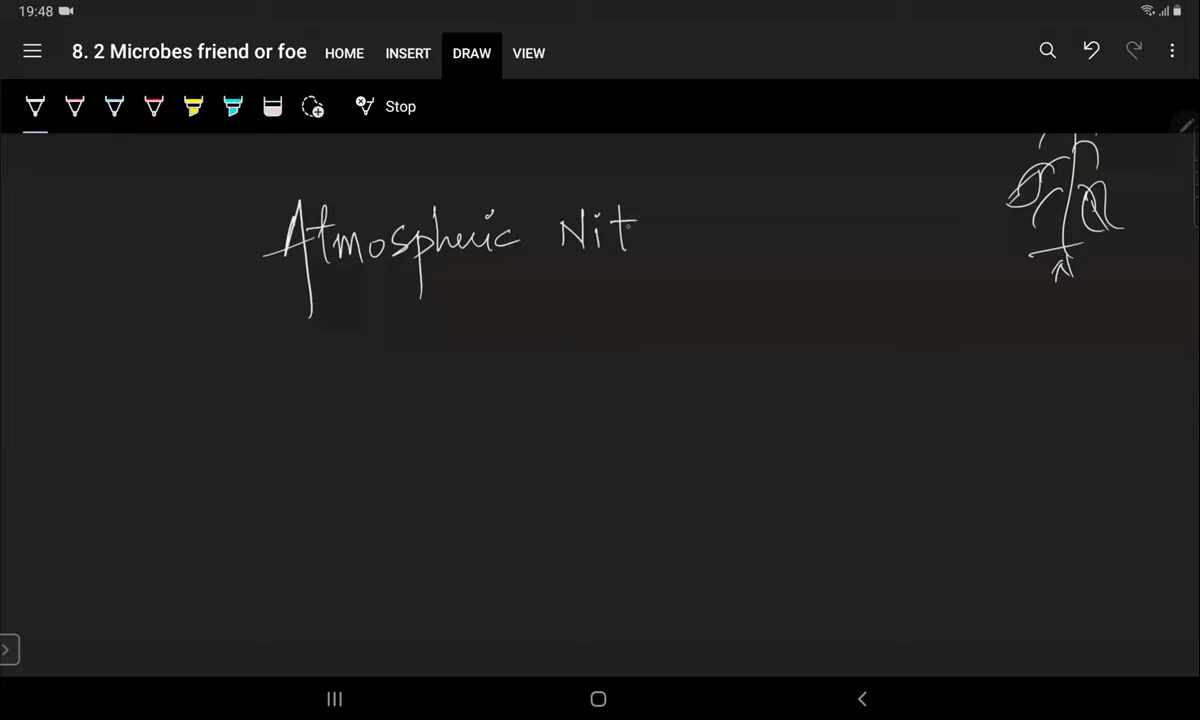 19:48
8. 2 Microbes friend or foe HOME INSERT DRAW VIEW
Stop
Atmospheric Nit